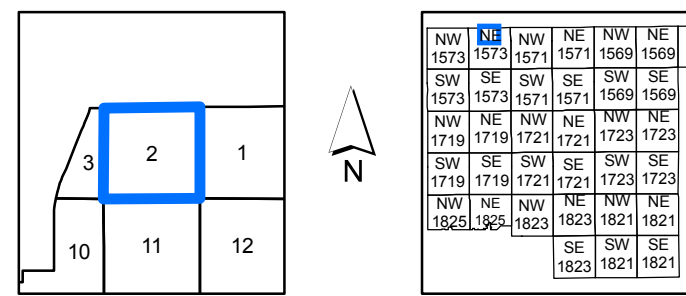 3 2 1
10 11 12
N
NW NE NW NE NW NE
1573 1573 1571 1571 1569 1569
SW SE SW SE SW SE
1573 1573 1571 1571 1569 1569
NW NE NW NE NW NE
1719 1719 1721 1721 1723 1723
SW SE SW SE SW SE
1719 1719 1721 1721 1723 1723
NW NE NW NE NW NE
1825 1825 1823 1823 1821 1821
SE SW SE
1823 1821 1821